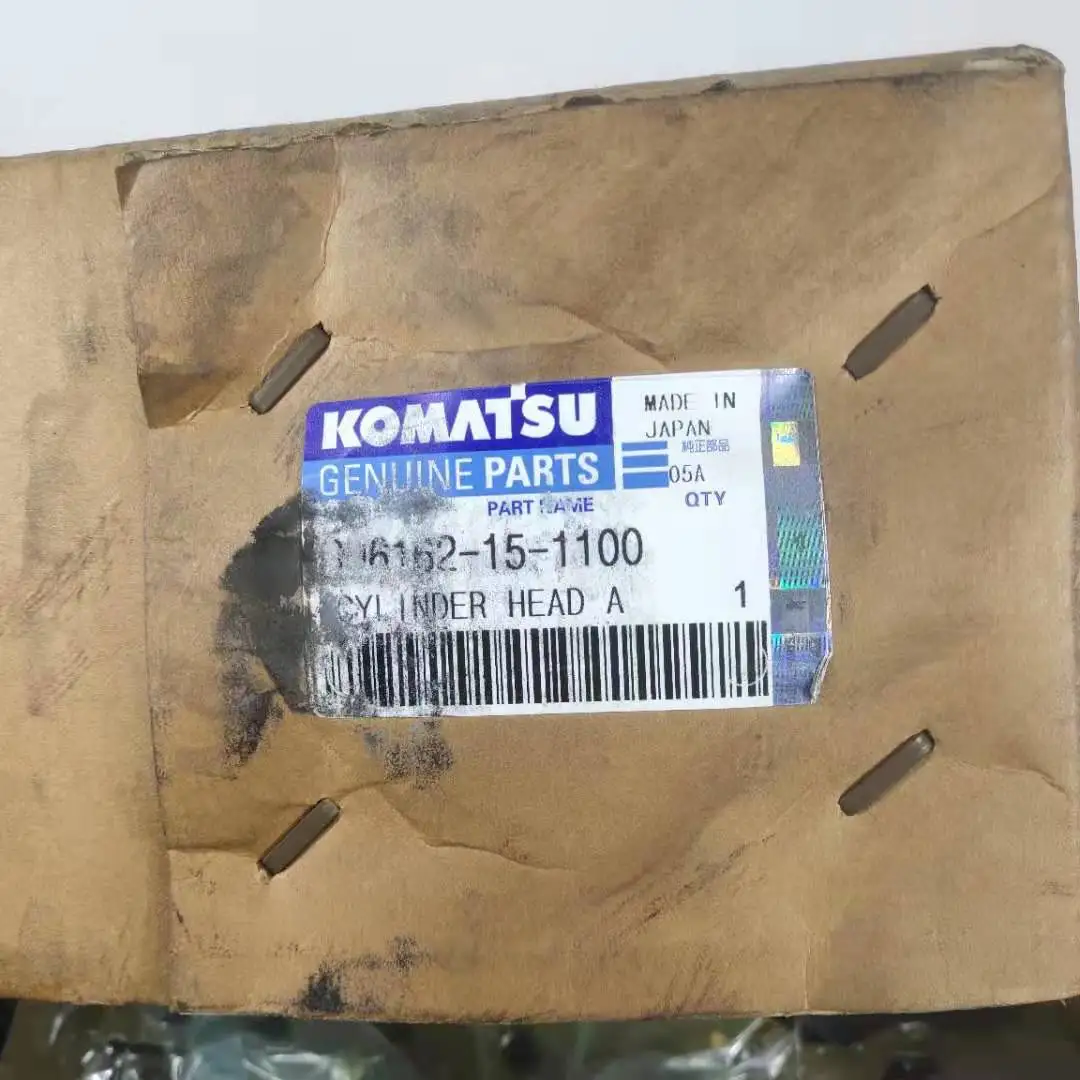 KOMATSU
GENUINE PARTS
MADE IN
JAPAN
純正部品
05A
PART NAME
QTY
6162-15-1100
CYLINDER HEAD A
1